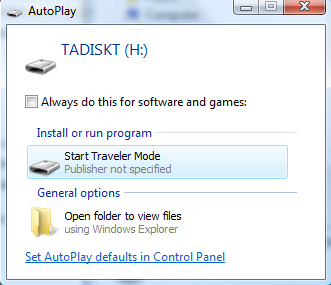 AutoPlay
TADISKT (H:)
Always do this for software and games:
Install or run program
Start Traveler Mode
Publisher not specified
General options
Open folder to view files
using Windows Explorer
Set AutoPlay defaults in Control Panel